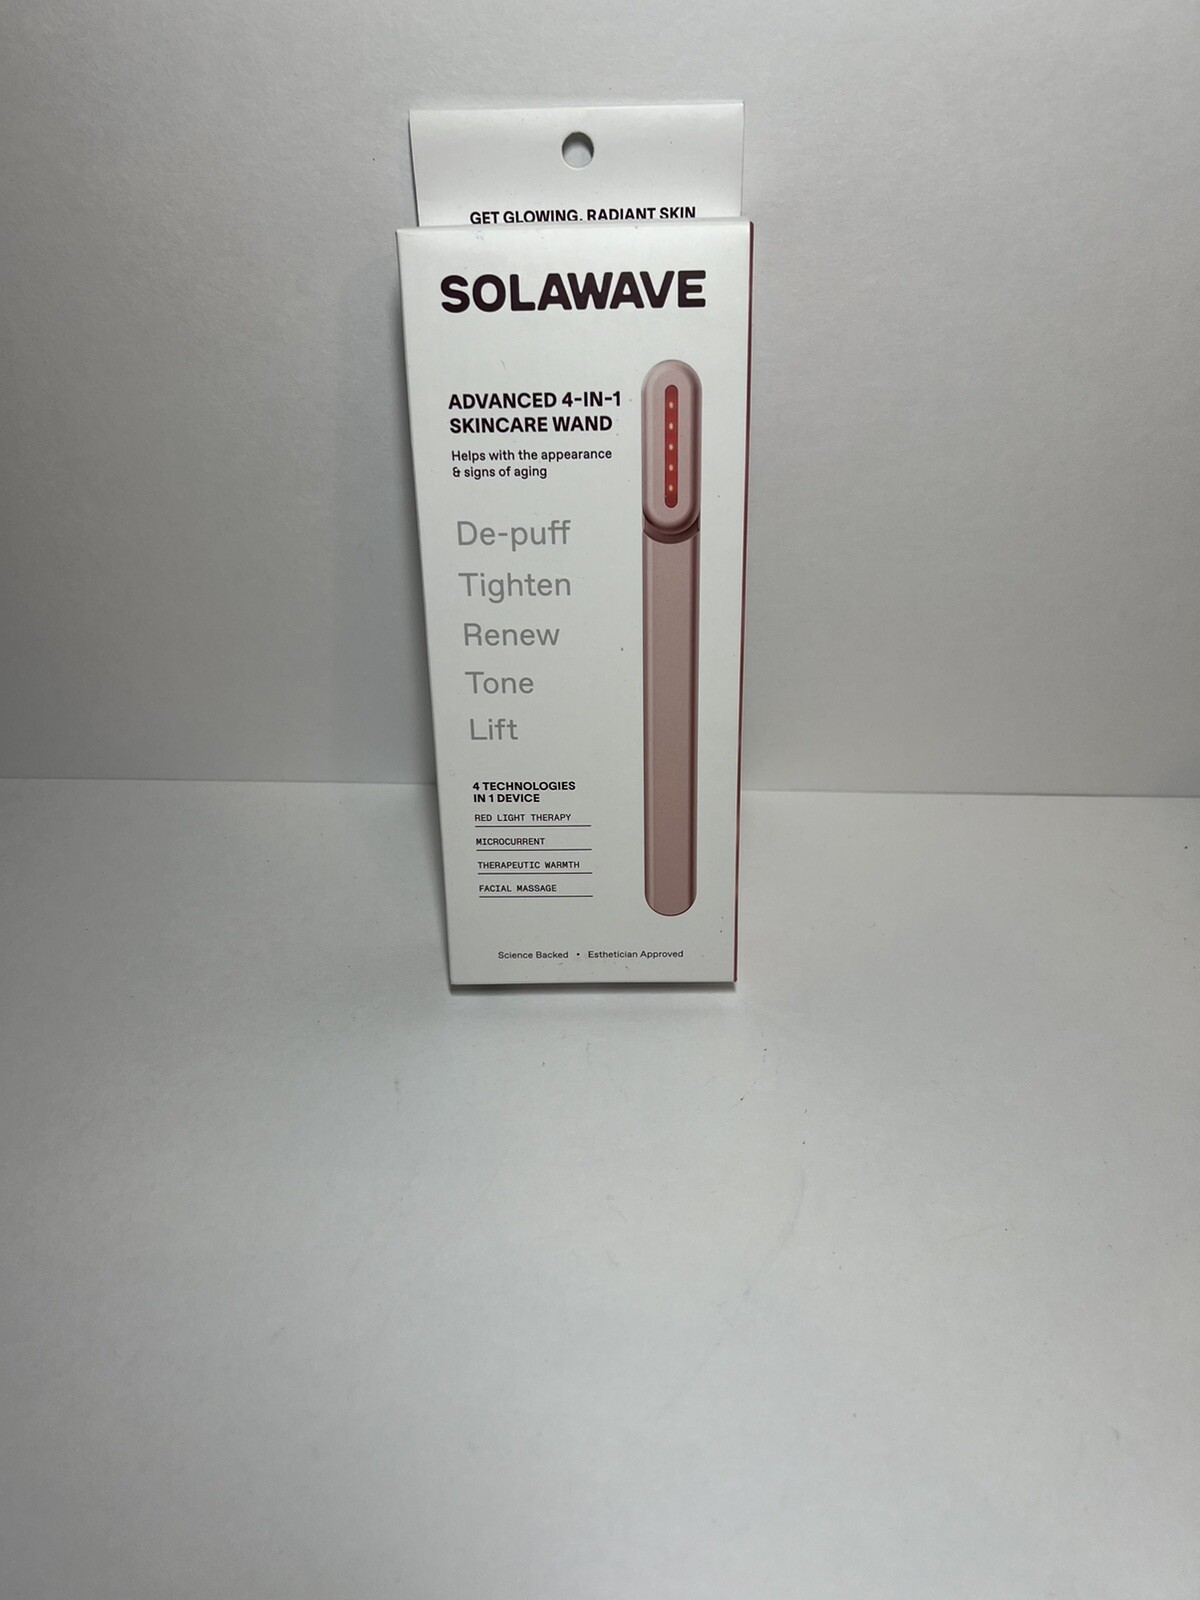 GET GLOWING, RADIANT SKIN
SOLAWAVE
ADVANCED 4-IN-1
SKINCARE WAND
Helps with the appearance
& signs of aging
De-puff
Tighten
Renew
Tone
Lift
4 TECHNOLOGIES
IN 1 DEVICE
RED LIGHT THERAPY
MICROCURRENT
THERAPEUTIC WARMTH
FACIAL MASSAGE
Science Backed • Esthetician Approved